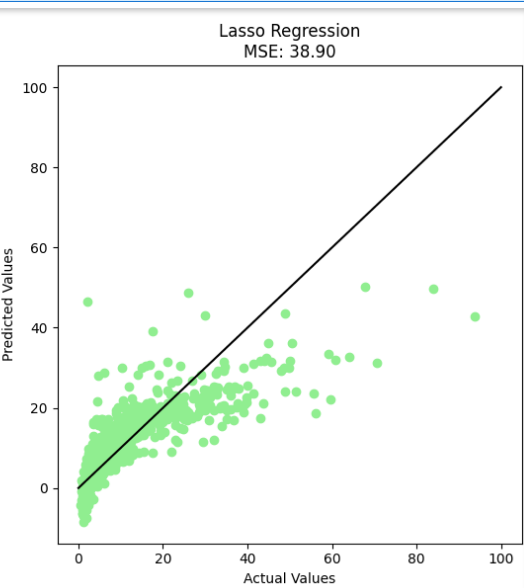 Lasso Regression
MSE: 38.90
100
80
60
40
20
0
Predicted Values
0 20 40 60 80 100
Actual Values